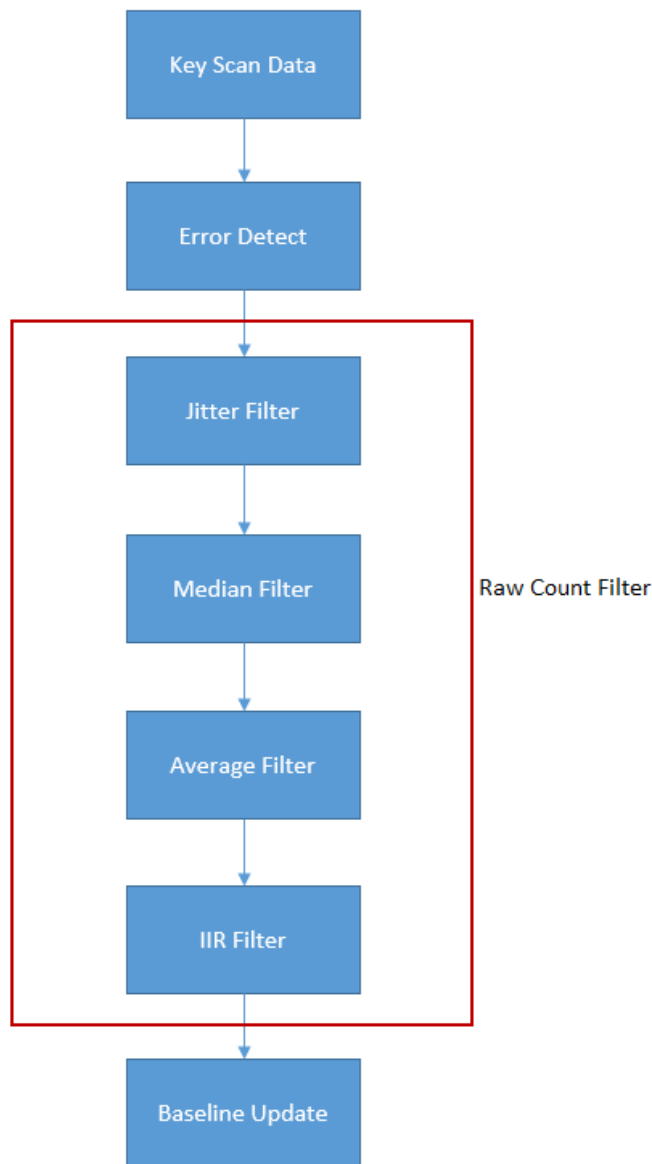 Key Scan Data
Error Detect
Jitter Filter
Median Filter
Raw Count Filter
Average Filter
IIR Filter
Baseline Update